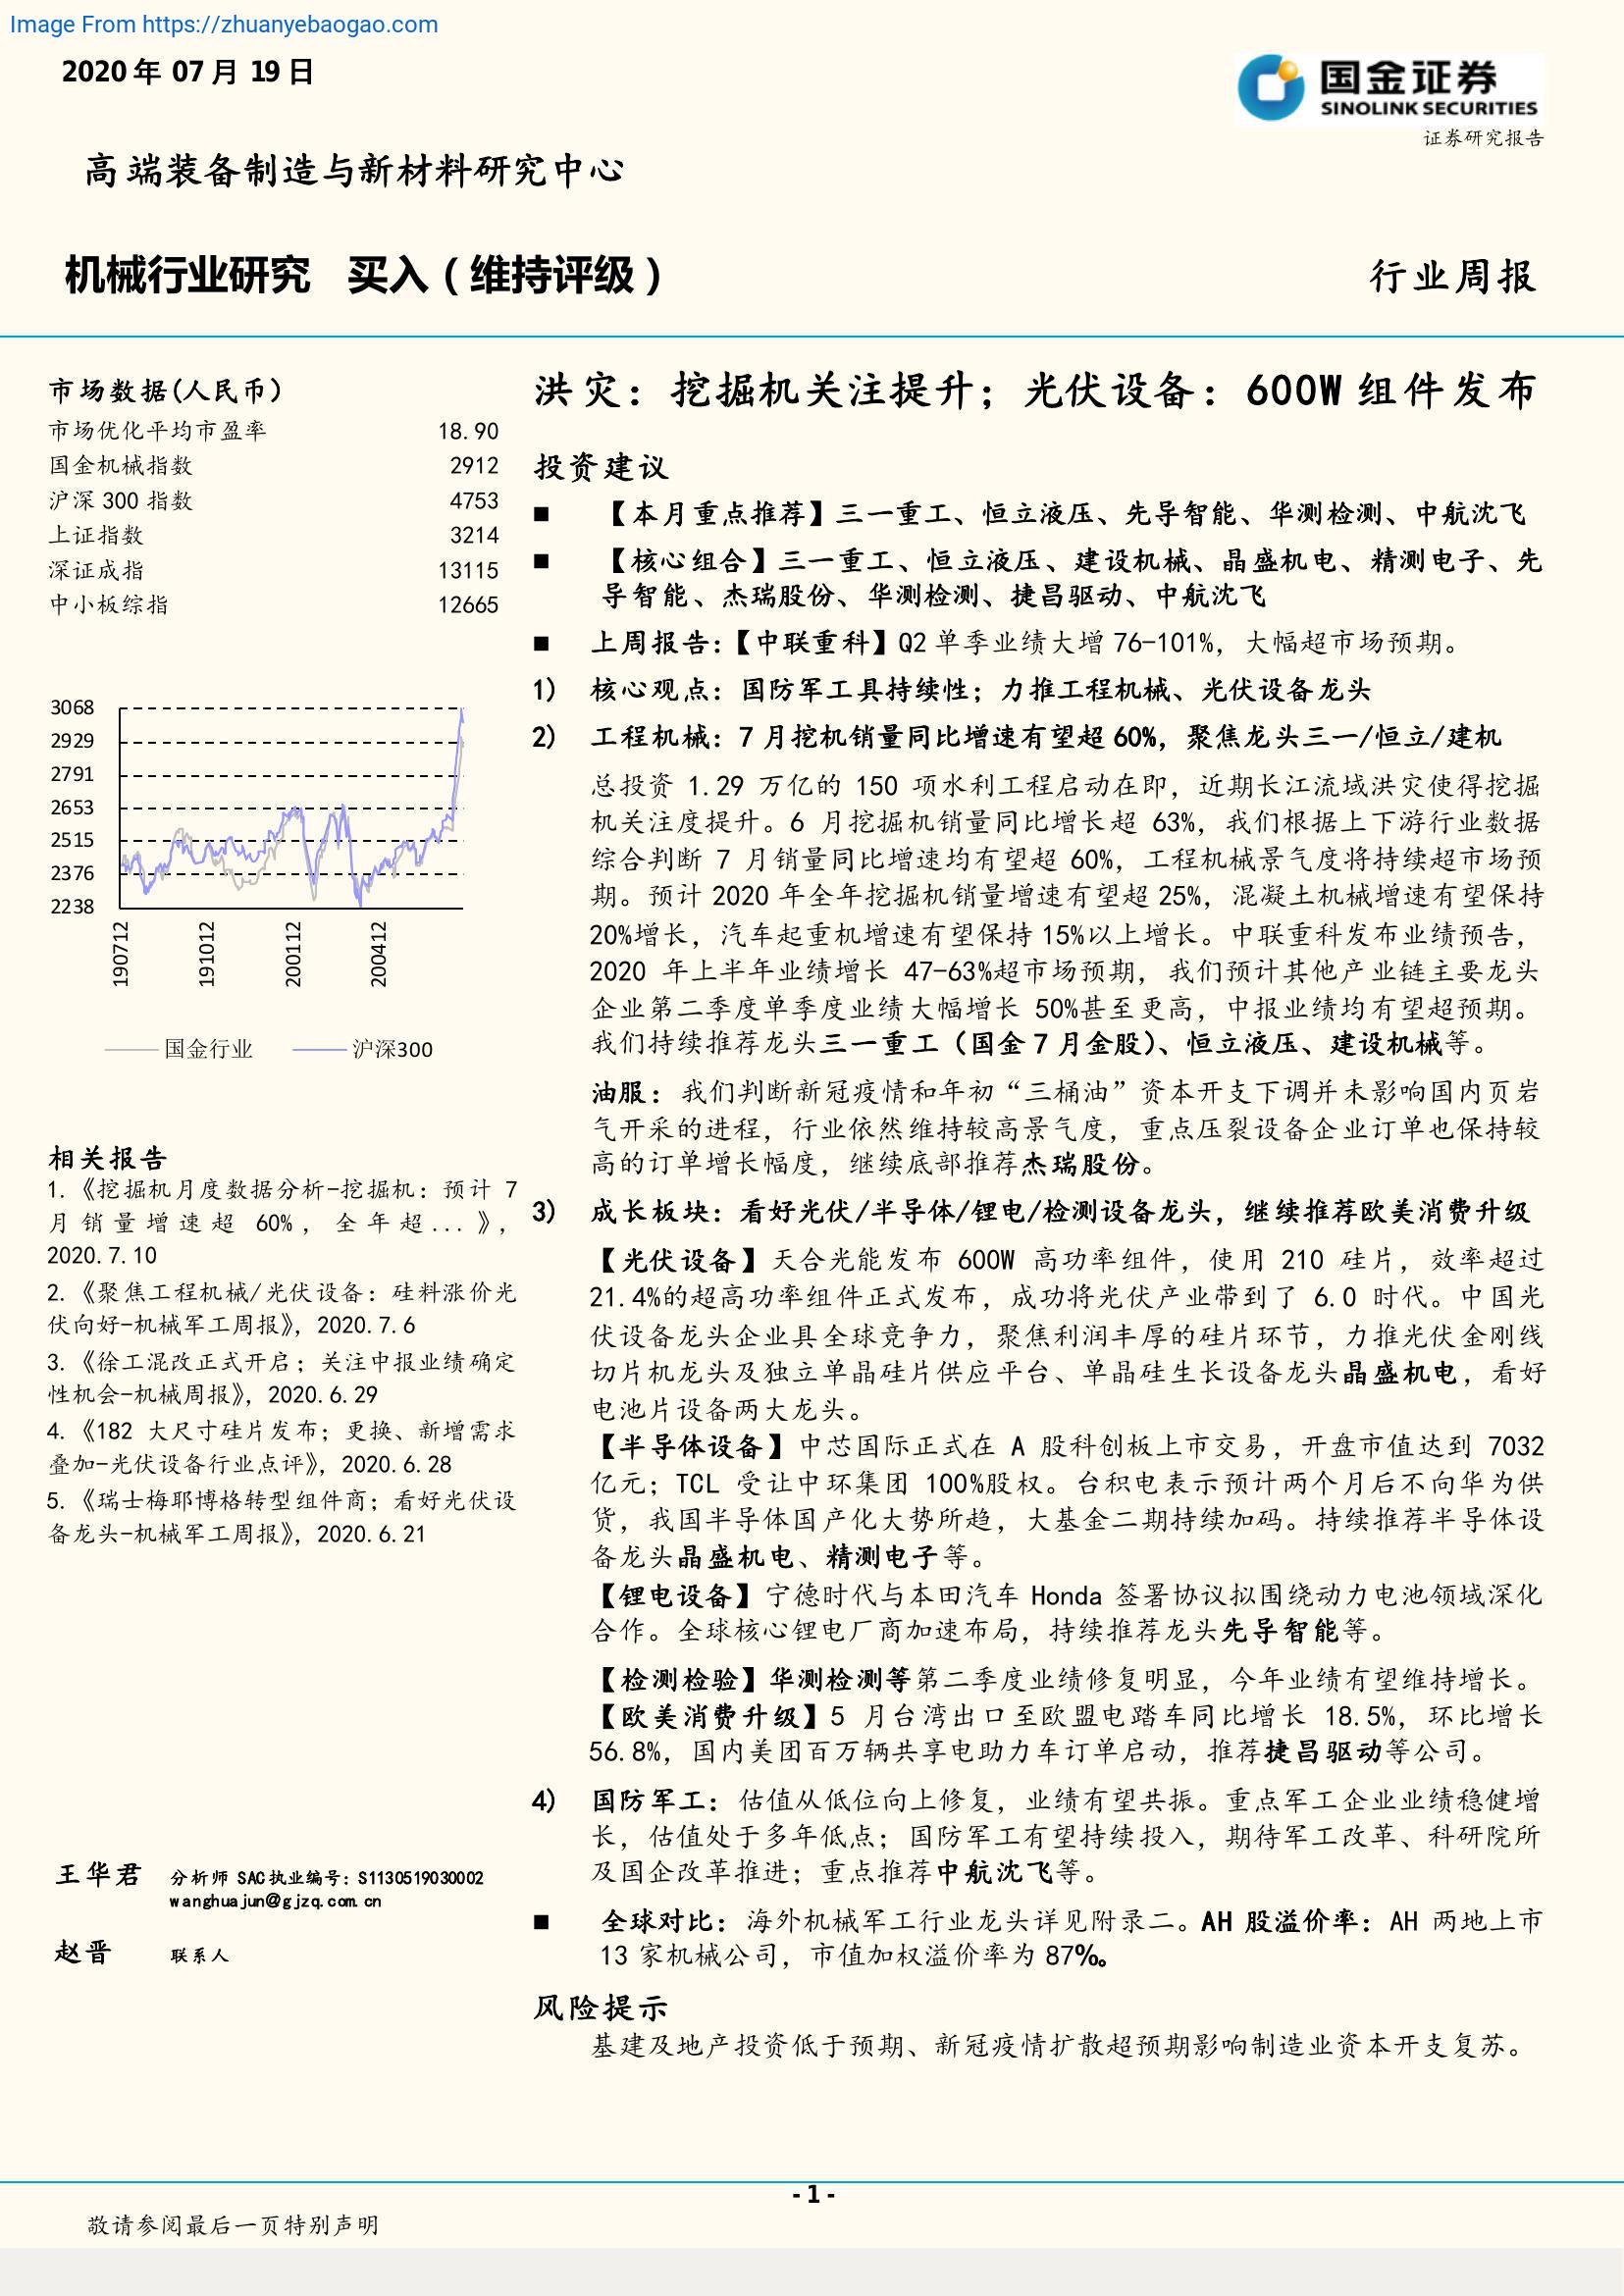 Image From https://zhuanyebaogao.com
2020 年 07 月 19 日
国金证券
SINOLINK SECURITIES
证券研究报告
高端装备制造与新材料研究中心
机械行业研究 买入（维持评级）
行业周报
市场数据(人民币)
市场优化平均市盈率 18.90
国金机械指数 2912
沪深 300 指数 4753
上证指数 3214
深证成指 13115
中小板综指 12665
3068
2929
2791
2653
2515
2376
2238
190712
191012
200112
200412
国金行业 沪深300
相关报告
1.《挖掘机月度数据分析-挖掘机：预计 7
月销量增速超 60%，全年超...》，
2020.7.10
2.《聚焦工程机械/光伏设备：硅料涨价光
伏向好-机械军工周报》，2020.7.6
3.《徐工混改正式开启；关注中报业绩确定
性机会-机械周报》，2020.6.29
4.《182 大尺寸硅片发布；更换、新增需求
叠加-光伏设备行业点评》，2020.6.28
5.《瑞士梅耶博格转型组件商；看好光伏设
备龙头-机械军工周报》，2020.6.21
王华君 分析师 SAC执业编号：S1130519030002
wanghuajun@gjzq.com.cn
赵晋 联系人
洪灾：挖掘机关注提升；光伏设备：600W 组件发布
投资建议
■ 【本月重点推荐】三一重工、恒立液压、先导智能、华测检测、中航沈飞
■ 【核心组合】三一重工、恒立液压、建设机械、晶盛机电、精测电子、先
导智能、杰瑞股份、华测检测、捷昌驱动、中航沈飞
■ 上周报告：【中联重科】Q2 单季业绩大增 76-101%，大幅超市场预期。
1) 核心观点：国防军工具持续性；力推工程机械、光伏设备龙头
2) 工程机械：7 月挖机销量同比增速有望超 60%，聚焦龙头三一/恒立/建机
总投资 1.29 万亿的 150 项水利工程启动在即，近期长江流域洪灾使得挖掘
机关注度提升。6 月挖掘机销量同比增长超 63%，我们根据上下游行业数据
综合判断 7 月销量同比增速均有望超 60%，工程机械景气度将持续超市场预
期。预计 2020 年全年挖掘机销量增速有望超 25%，混凝土机械增速有望保持
20%增长，汽车起重机增速有望保持 15%以上增长。中联重科发布业绩预告，
2020 年上半年业绩增长 47-63%超市场预期，我们预计其他产业链主要龙头
企业第二季度单季度业绩大幅增长 50%甚至更高，中报业绩均有望超预期。
我们持续推荐龙头三一重工（国金 7 月金股）、恒立液压、建设机械等。
油服：我们判断新冠疫情和年初“三桶油”资本开支下调并未影响国内页岩
气开采的进程，行业依然维持较高景气度，重点压裂设备企业订单也保持较
高的订单增长幅度，继续底部推荐杰瑞股份。
3) 成长板块：看好光伏/半导体/锂电/检测设备龙头，继续推荐欧美消费升级
【光伏设备】天合光能发布 600W 高功率组件，使用 210 硅片，效率超过
21.4%的超高功率组件正式发布，成功将光伏产业带到了 6.0 时代。中国光
伏设备龙头企业具全球竞争力，聚焦利润丰厚的硅片环节，力推光伏金刚线
切片机龙头及独立单晶硅片供应平台、单晶硅生长设备龙头晶盛机电，看好
电池片设备两大龙头。
【半导体设备】中芯国际正式在 A 股科创板上市交易，开盘市值达到 7032
亿元；TCL 受让中环集团 100%股权。台积电表示预计两个月后不向华为供
货，我国半导体国产化大势所趋，大基金二期持续加码。持续推荐半导体设
备龙头晶盛机电、精测电子等。
【锂电设备】宁德时代与本田汽车 Honda 签署协议拟围绕动力电池领域深化
合作。全球核心锂电厂商加速布局，持续推荐龙头先导智能等。
【检测检验】华测检测等第二季度业绩修复明显，今年业绩有望维持增长。
【欧美消费升级】5 月台湾出口至欧盟电踏车同比增长 18.5%，环比增长
56.8%，国内美团百万辆共享电助力车订单启动，推荐捷昌驱动等公司。
4) 国防军工：估值从低位向上修复，业绩有望共振。重点军工企业业绩稳健增
长，估值处于多年低点；国防军工有望持续投入，期待军工改革、科研院所
及国企改革推进；重点推荐中航沈飞等。
■ 全球对比：海外机械军工行业龙头详见附录二。AH 股溢价率：AH 两地上市
13 家机械公司，市值加权溢价率为 87%。
风险提示
基建及地产投资低于预期、新冠疫情扩散超预期影响制造业资本开支复苏。
- 1 -
敬请参阅最后一页特别声明